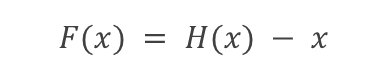 F(x) = H(x) − x